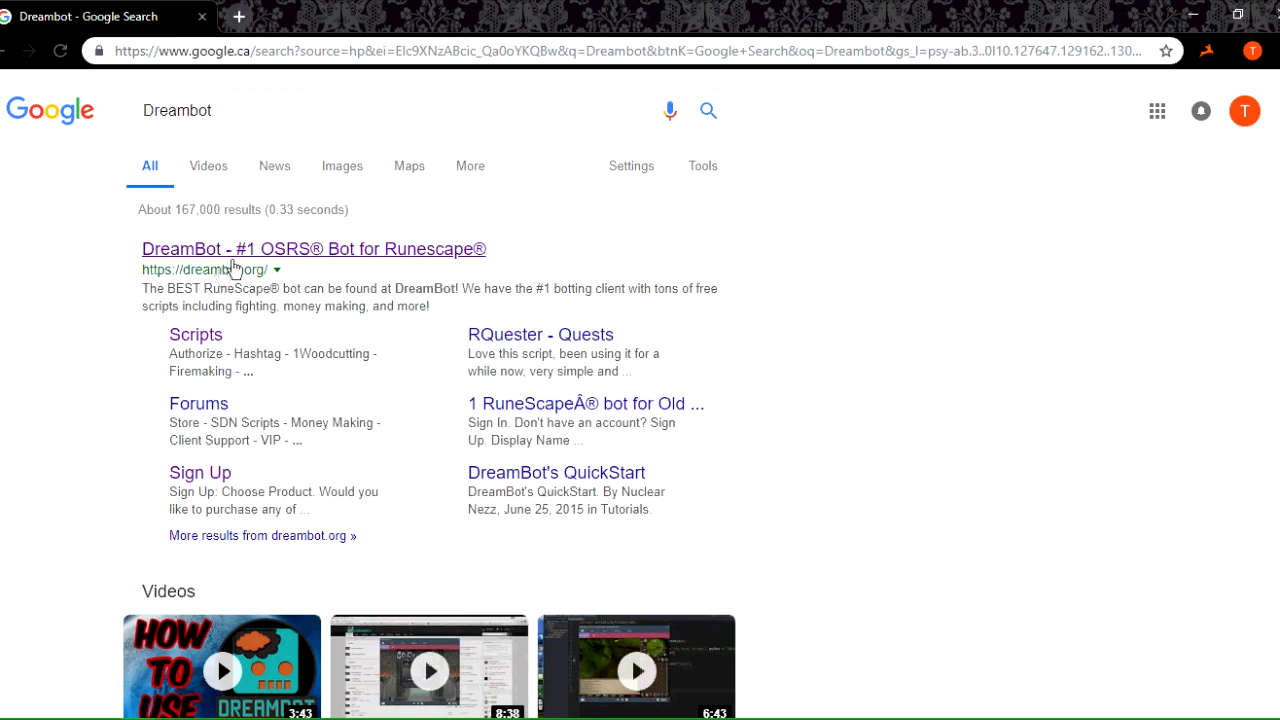 Dreambot - Google Search
https://www.google.ca/search?source=hp&ei=Elc9XNzABcic_Qa0oYKQBw&q=Dreambot&btnK=Google+Search&oq=Dreambot&gs_l=psy-ab.3..0l10.127647.129162..130...
T
Google
Dreambot
T
All Videos News Images Maps More Settings Tools
About 167,000 results (0.33 seconds)
DreamBot - #1 OSRS® Bot for Runescape®
https://dreambot.org/
The BEST RuneScape® bot can be found at DreamBot! We have the #1 botting client with tons of free
scripts including fighting, money making, and more!
Scripts
Authorize - Hashtag - 1Woodcutting -
Firemaking - ...
RQuester - Quests
Love this script, been using it for a
while now, very simple and ...
Forums
Store - SDN Scripts - Money Making -
Client Support - VIP - ...
1 RuneScapeÂ® bot for Old ...
Sign In. Don't have an account? Sign
Up. Display Name ...
Sign Up
Sign Up: Choose Product. Would you
like to purchase any of ...
DreamBot's QuickStart
DreamBot's QuickStart. By Nuclear
Nezz, June 25, 2015 in Tutorials.
More results from dreambot.org »
Videos
HOW
TO
USE
DREAMBOT
3:43
8:38
6:43